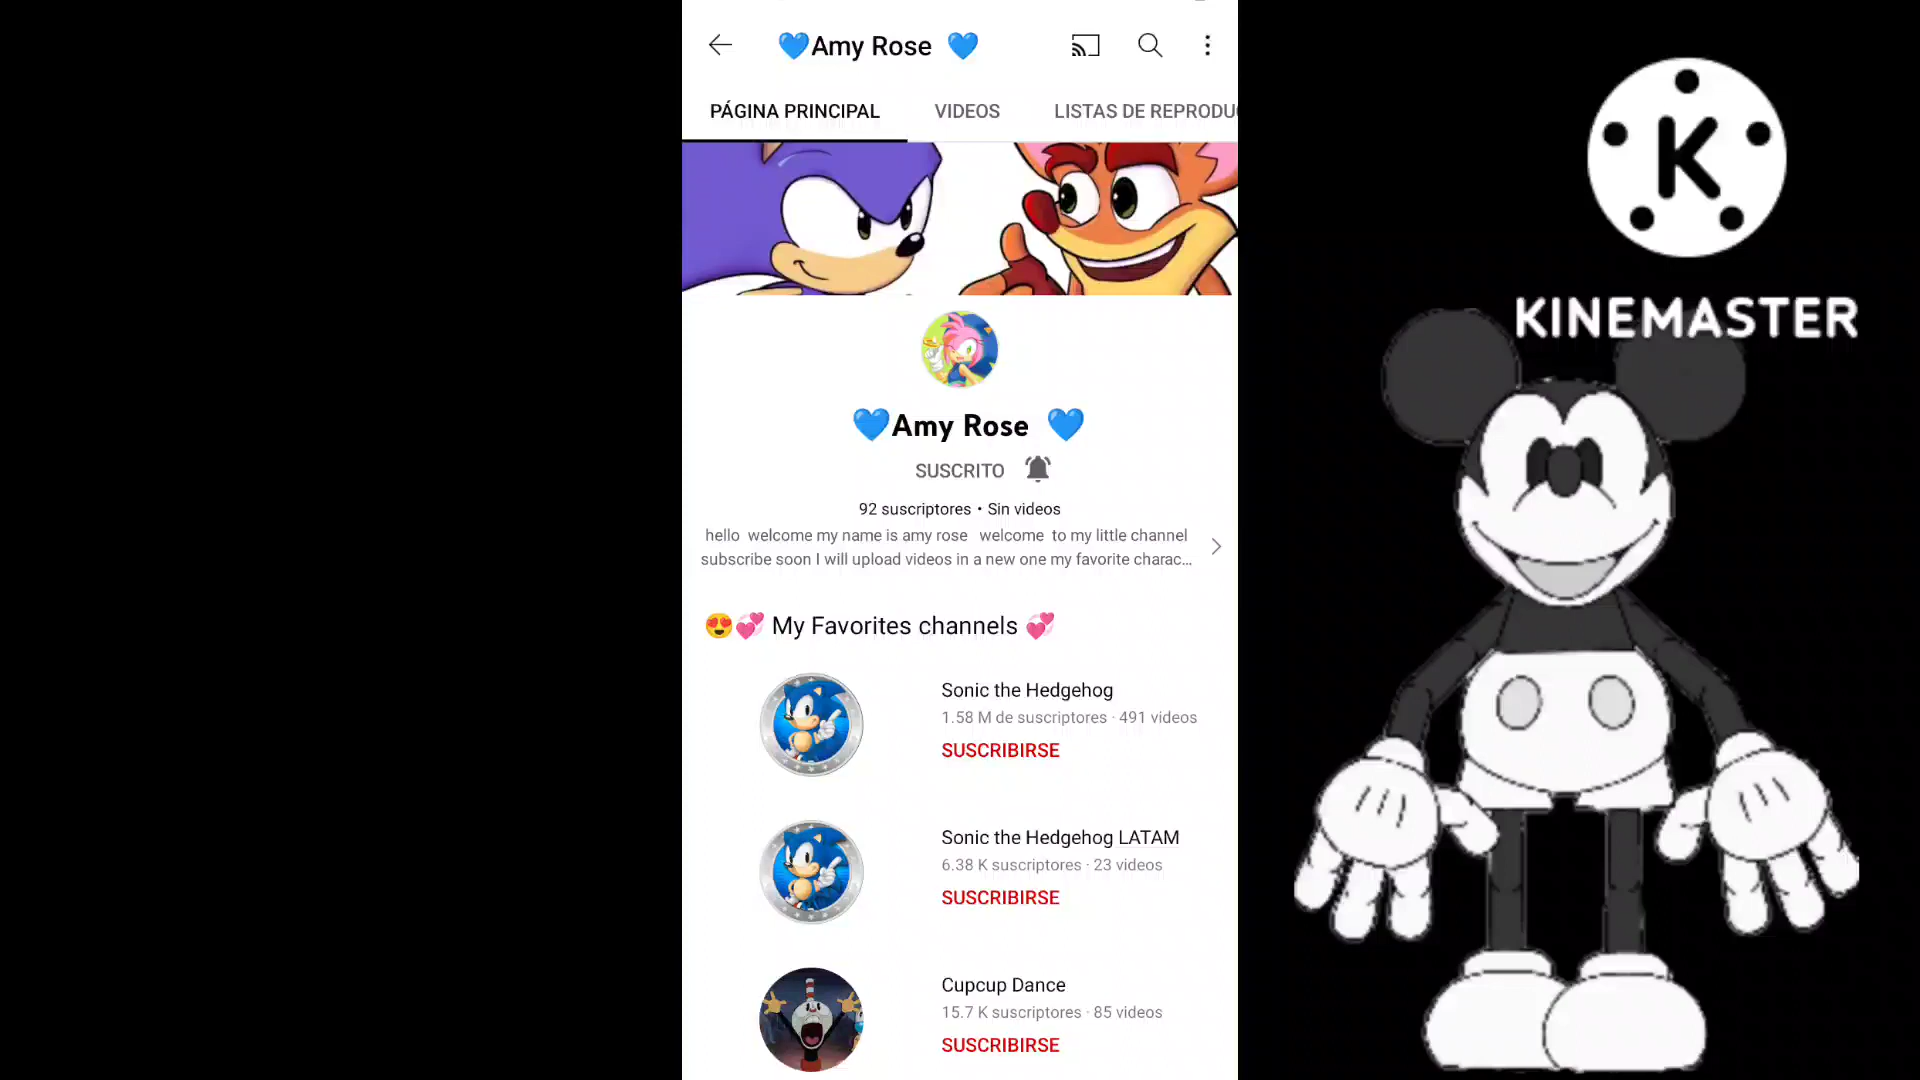 💙Amy Rose 💙
PÁGINA PRINCIPAL VIDEOS LISTAS DE REPRODU
K
KINEMASTER
💙Amy Rose 💙
SUSCRITO
92 suscriptores • Sin videos
hello welcome my name is amy rose welcome to my little channel
subscribe soon I will upload videos in a new one my favorite charac...
😍💞 My Favorites channels 💞
Sonic the Hedgehog
1.58 M de suscriptores · 491 videos
SUSCRIBIRSE
Sonic the Hedgehog LATAM
6.38 K suscriptores · 23 videos
SUSCRIBIRSE
Cupcup Dance
15.7 K suscriptores · 85 videos
SUSCRIBIRSE